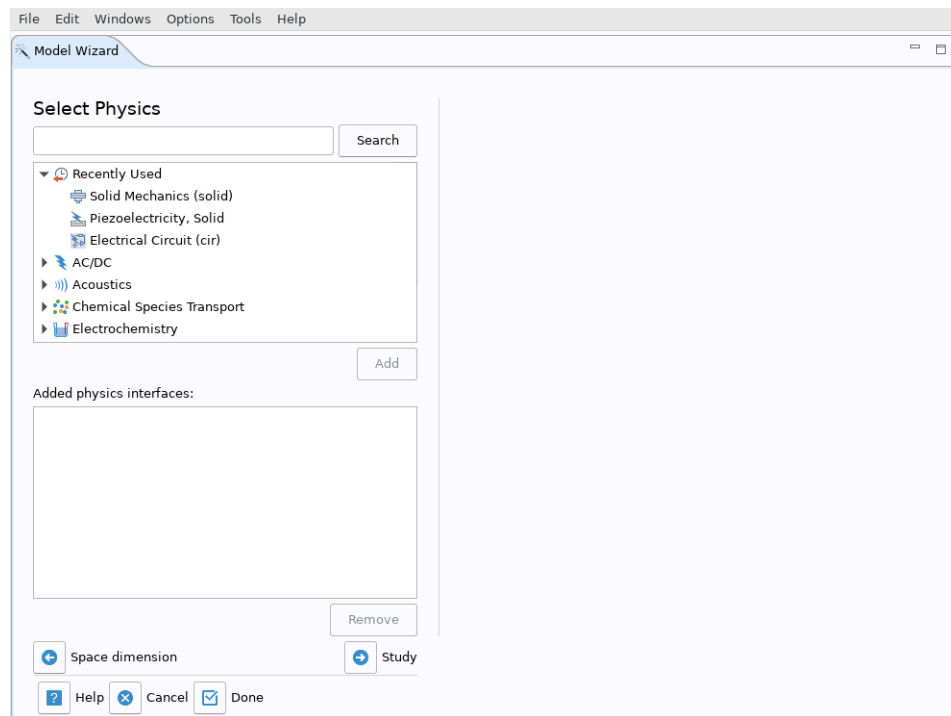 File Edit Windows Options Tools Help
Model Wizard
Select Physics
Search
Recently Used
Solid Mechanics (solid)
Piezoelectricity, Solid
Electrical Circuit (cir)
AC/DC
Acoustics
Chemical Species Transport
Electrochemistry
Add
Added physics interfaces:
Remove
Space dimension Study
? Help Cancel Done